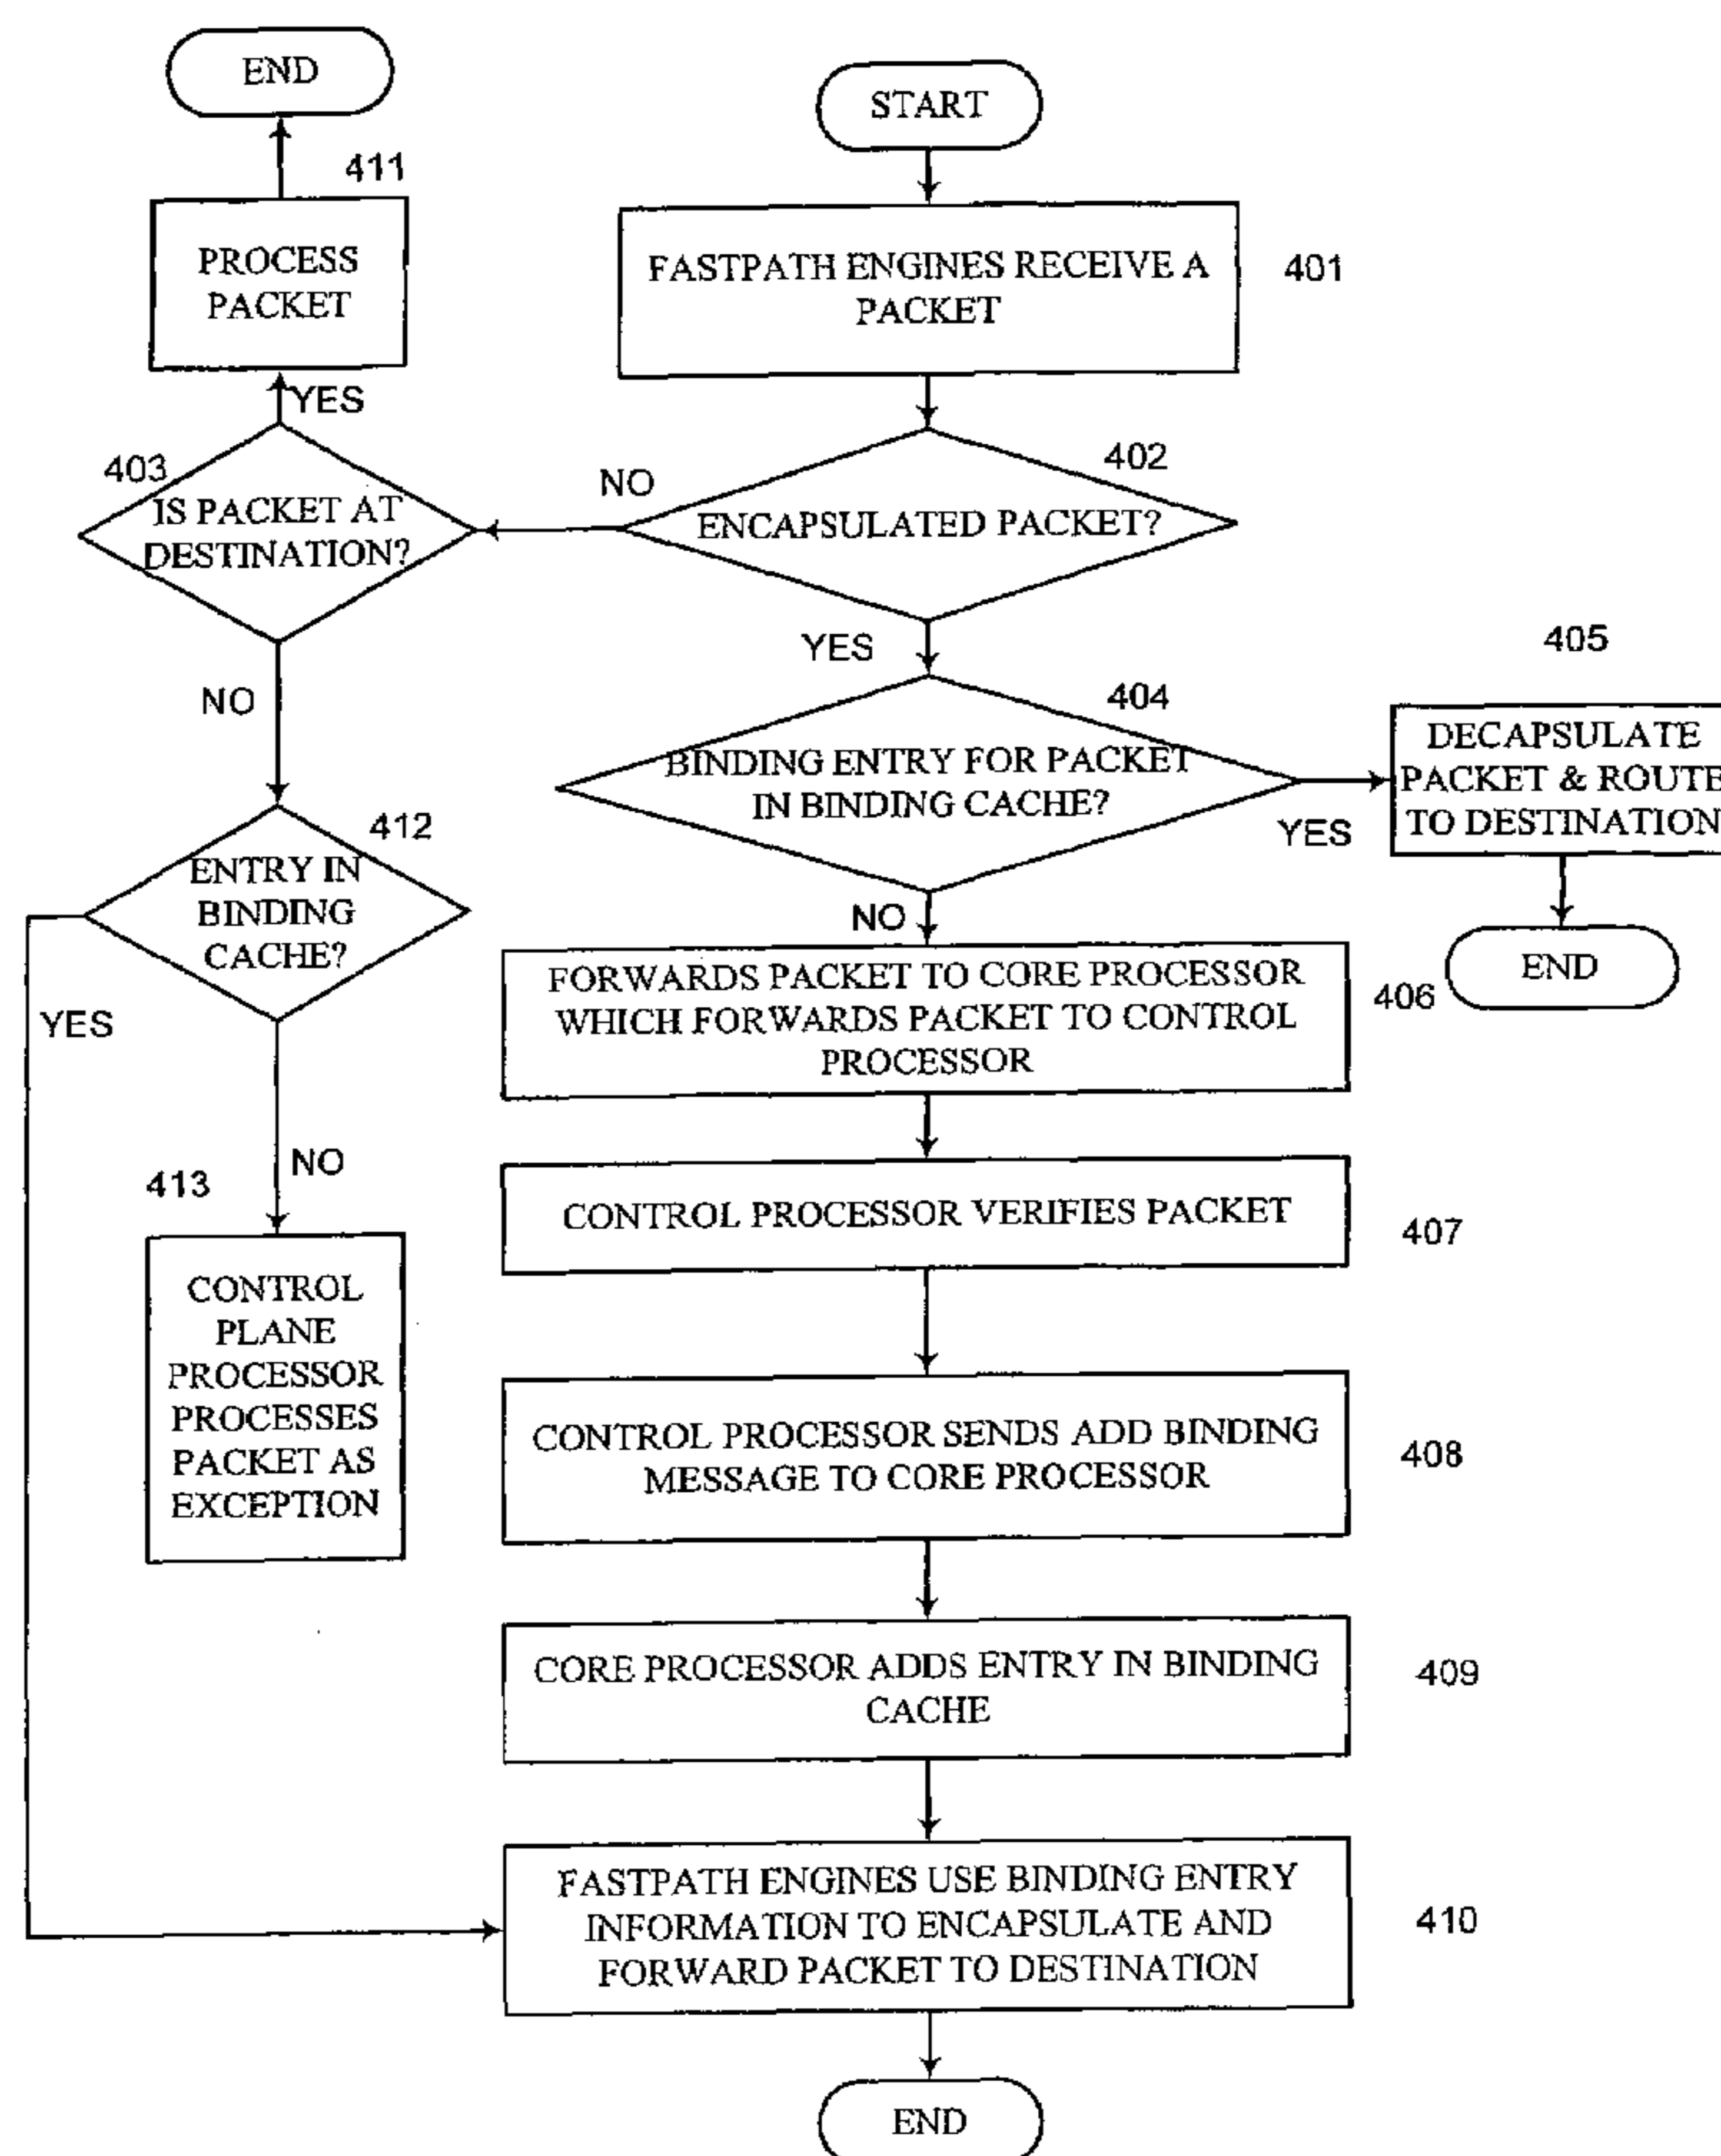 END
START
411
PROCESS
PACKET
FASTPATH ENGINES RECEIVE A
PACKET
401
YES
403
IS PACKET AT
DESTINATION?
NO
402
ENCAPSULATED PACKET?
YES
NO
404
BINDING ENTRY FOR PACKET
IN BINDING CACHE?
YES
405
DECAPSULATE
PACKET & ROUTE
TO DESTINATION
END
412
ENTRY IN
BINDING
CACHE?
YES
NO
413
CONTROL
PLANE
PROCESSOR
PROCESSES
PACKET AS
EXCEPTION
NO
FORWARDS PACKET TO CORE PROCESSOR
WHICH FORWARDS PACKET TO CONTROL
PROCESSOR
406
CONTROL PROCESSOR VERIFIES PACKET
407
CONTROL PROCESSOR SENDS ADD BINDING
MESSAGE TO CORE PROCESSOR
408
CORE PROCESSOR ADDS ENTRY IN BINDING
CACHE
409
FASTPATH ENGINES USE BINDING ENTRY
INFORMATION TO ENCAPSULATE AND
FORWARD PACKET TO DESTINATION
410
END